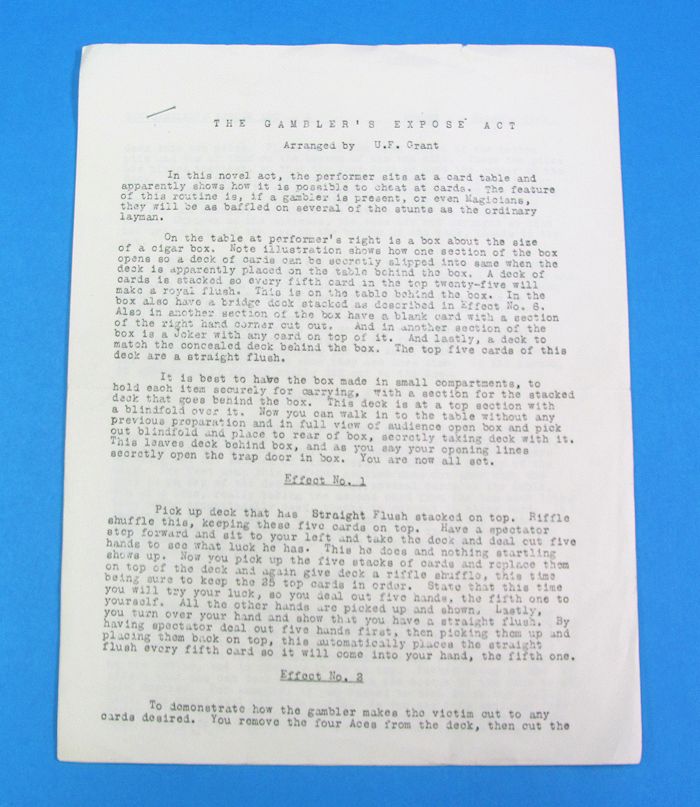 THE GAMBLER'S EXPOSE ACT
Arranged by U.F. Grant
In this novel act, the performer sits at a card table and
apparently shows how it is possible to cheat at cards. The feature
of this routine is, if a gambler is present, or even Magicians,
they will be as baffled on several of the stunts as the ordinary
layman.
On the table at performer's right is a box about the size
of a cigar box. Note illustration shows how one section of the box
opens so a deck of cards can be secretly slipped into same when the
deck is apparently placed on the table behind the box. A deck of
cards is stacked so every fifth card in the top twenty-five will
make a royal flush. This is on the table behind the box. In the
box also have a bridge deck stacked as described in Effect No. 6.
Also in another section of the box have a blank card with a section
of the right hand corner cut out. And in another section of the
box is a Joker with any card on top of it. And lastly, a deck to
match the concealed deck behind the box. The top five cards of this
deck are a straight flush.
It is best to have the box made in small compartments, to
hold each item securely for carrying, with a section for the stacked
deck that goes behind the box. This deck is at a top section with
a blindfold over it. Now you can walk in to the table without any
previous preparation and in full view of audience open box and pick
out blindfold and place to rear of box, secretly taking deck with it.
This leaves deck behind box, and as you say your opening lines
secretly open the trap door in box. You are now all set.
Effect No. 1
Pick up deck that has Straight Flush stacked on top. Riffle
shuffle this, keeping these five cards on top. Have a spectator
step forward and sit to your left and take the deck and deal out five
hands to see what luck he has. This he does and nothing startling
shows up. Now you pick up the five stacks of cards and replace them
on top of the deck and again give deck a riffle shuffle, this time
being sure to keep the 25 top cards in order. State that this time
you will try your luck, so you deal out five hands, the fifth one to
yourself. All the other hands are picked up and shown. Lastly,
you turn over your hand and show that you have a straight flush. By
having spectator deal out five hands first, then picking them up and
placing them back on top, this automatically places the straight
flush every fifth card so it will come into your hand, the fifth one.
Effect No. 2
To demonstrate how the gambler makes the victim cut to any
cards desired. You remove the four Aces from the deck, then cut the